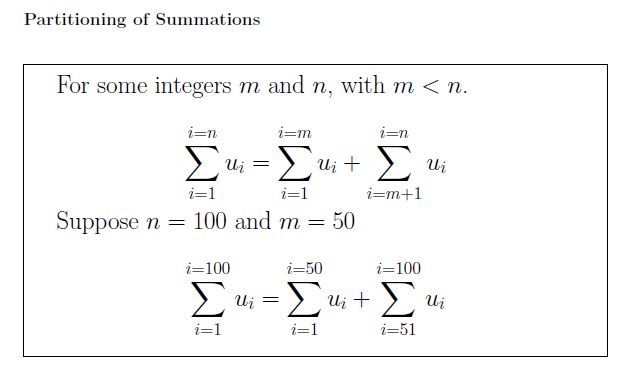 Partitioning of Summations
For some integers m and n, with m < n.
\sum_{i=1}^{i=n} u_i = \sum_{i=1}^{i=m} u_i + \sum_{i=m+1}^{i=n} u_i
Suppose n = 100 and m = 50
\sum_{i=1}^{i=100} u_i = \sum_{i=1}^{i=50} u_i + \sum_{i=51}^{i=100} u_i